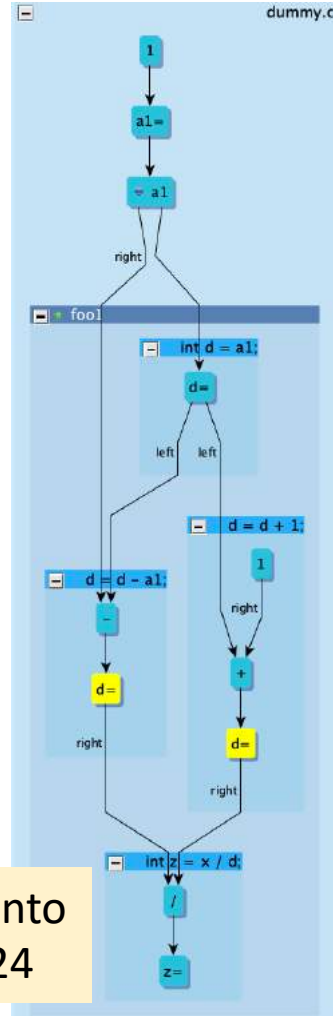 dummy.c
1
a1=
a1
right
foo1
int d = a1;
d=
left
left
d = d + 1;
1
d = d - a1;
right
-
+
d=
d=
right
right
int z = x / d;
/
z=
nto
24